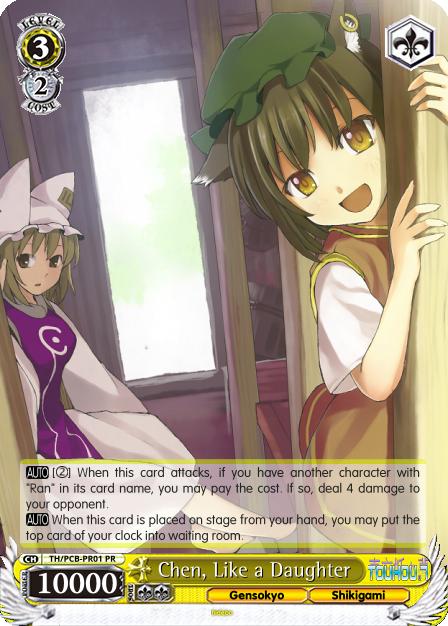 LEVEL
3
2
COST
AUTO [②] When this card attacks, if you have another character with
"Ran" in its card name, you may pay the cost. If so, deal 4 damage to
your opponent.
AUTO When this card is placed on stage from your hand, you may put the
top card of your clock into waiting room.
CH TH/PCB-PR01 PR
POWER
10000
SOUL
Chen, Like a Daughter
TOUHOU
Gensokyo
Shikigami